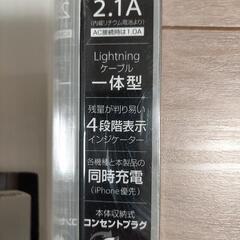 2.1A
(内蔵リチウム電池より)
AC接続時は1.0A
Lightning
ケーブル
一体型
残量が判り易い
4段階表示
インジケーター
各機種と本製品の
同時充電
(iPhone優先)
本体収納式
コンセントプラグ